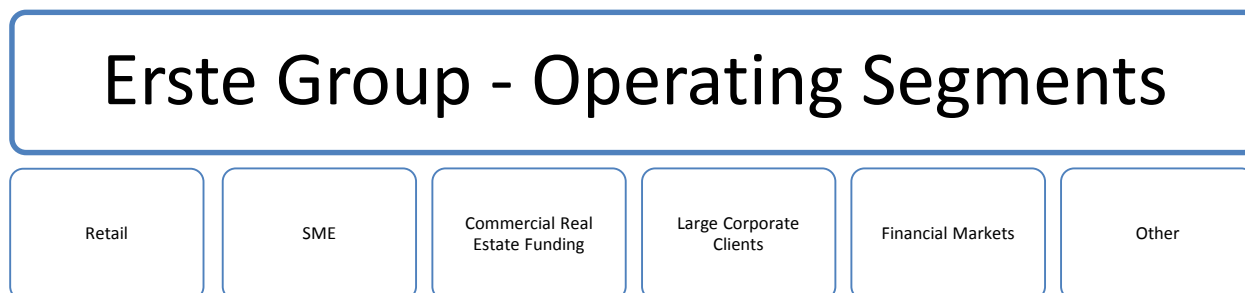 Erste Group - Operating Segments
Retail
SME
Commercial Real
Estate Funding
Large Corporate
Clients
Financial Markets
Other